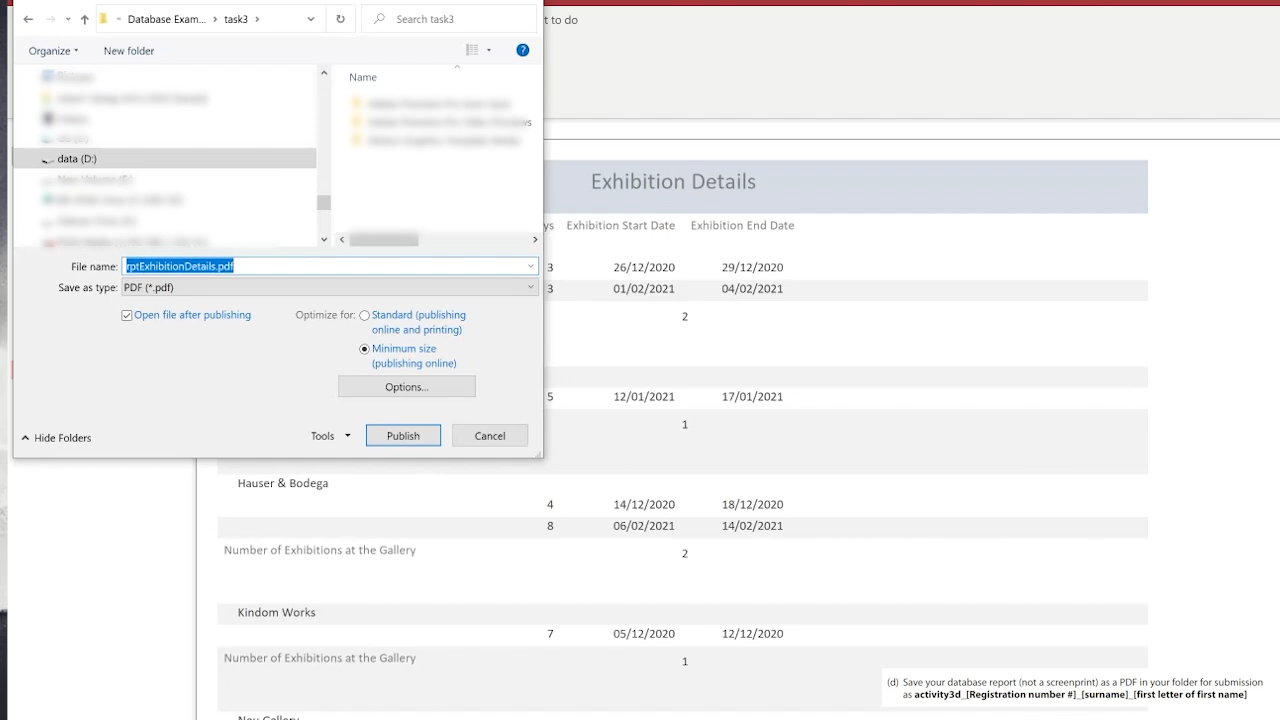 « Database Exam... > task3 >
Search task3
t to do
Organize
New folder
?
Name
ws
data (D:)
File name: rptExhibitionDetails.pdf
Save as type: PDF (*.pdf)
Open file after publishing
Optimize for:
Standard (publishing
online and printing)
Minimum size
(publishing online)
Options...
Hide Folders
Tools
Publish
Cancel
Exhibition Details
ys Exhibition Start Date Exhibition End Date
3 26/12/2020 29/12/2020
3 01/02/2021 04/02/2021
2
5 12/01/2021 17/01/2021
1
Hauser & Bodega
4 14/12/2020 18/12/2020
8 06/02/2021 14/02/2021
Number of Exhibitions at the Gallery 2
Kindom Works
7 05/12/2020 12/12/2020
Number of Exhibitions at the Gallery 1
(d) Save your database report (not a screenprint) as a PDF in your folder for submission
as activity3d_[Registration number #]_[surname]_[first letter of first name]